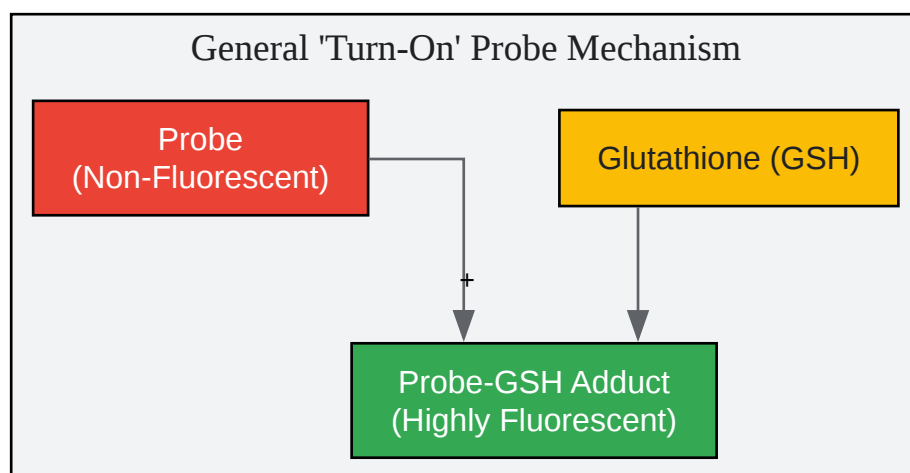 General 'Turn-On' Probe Mechanism
Probe
(Non-Fluorescent)
Glutathione (GSH)
+
Probe-GSH Adduct
(Highly Fluorescent)